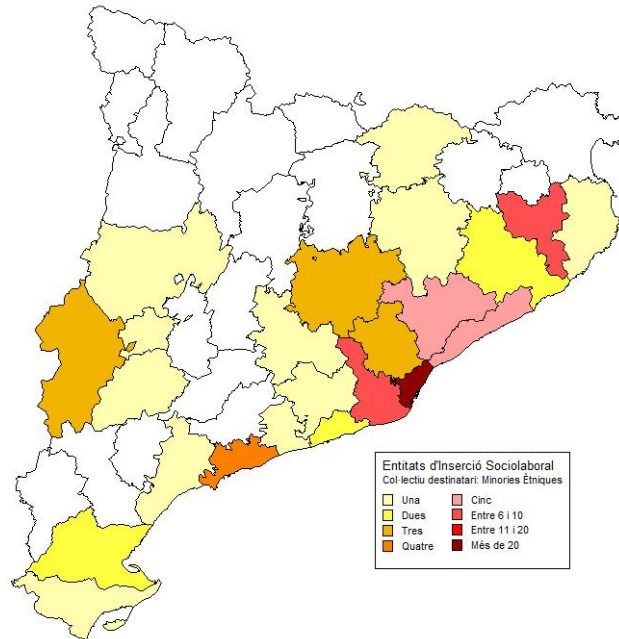 Entitats d'Inserció Sociolaboral
Col·lectiu destinatari: Minories Ètniques
Una
Dues
Tres
Quatre
Cinc
Entre 6 i 10
Entre 11 i 20
Més de 20